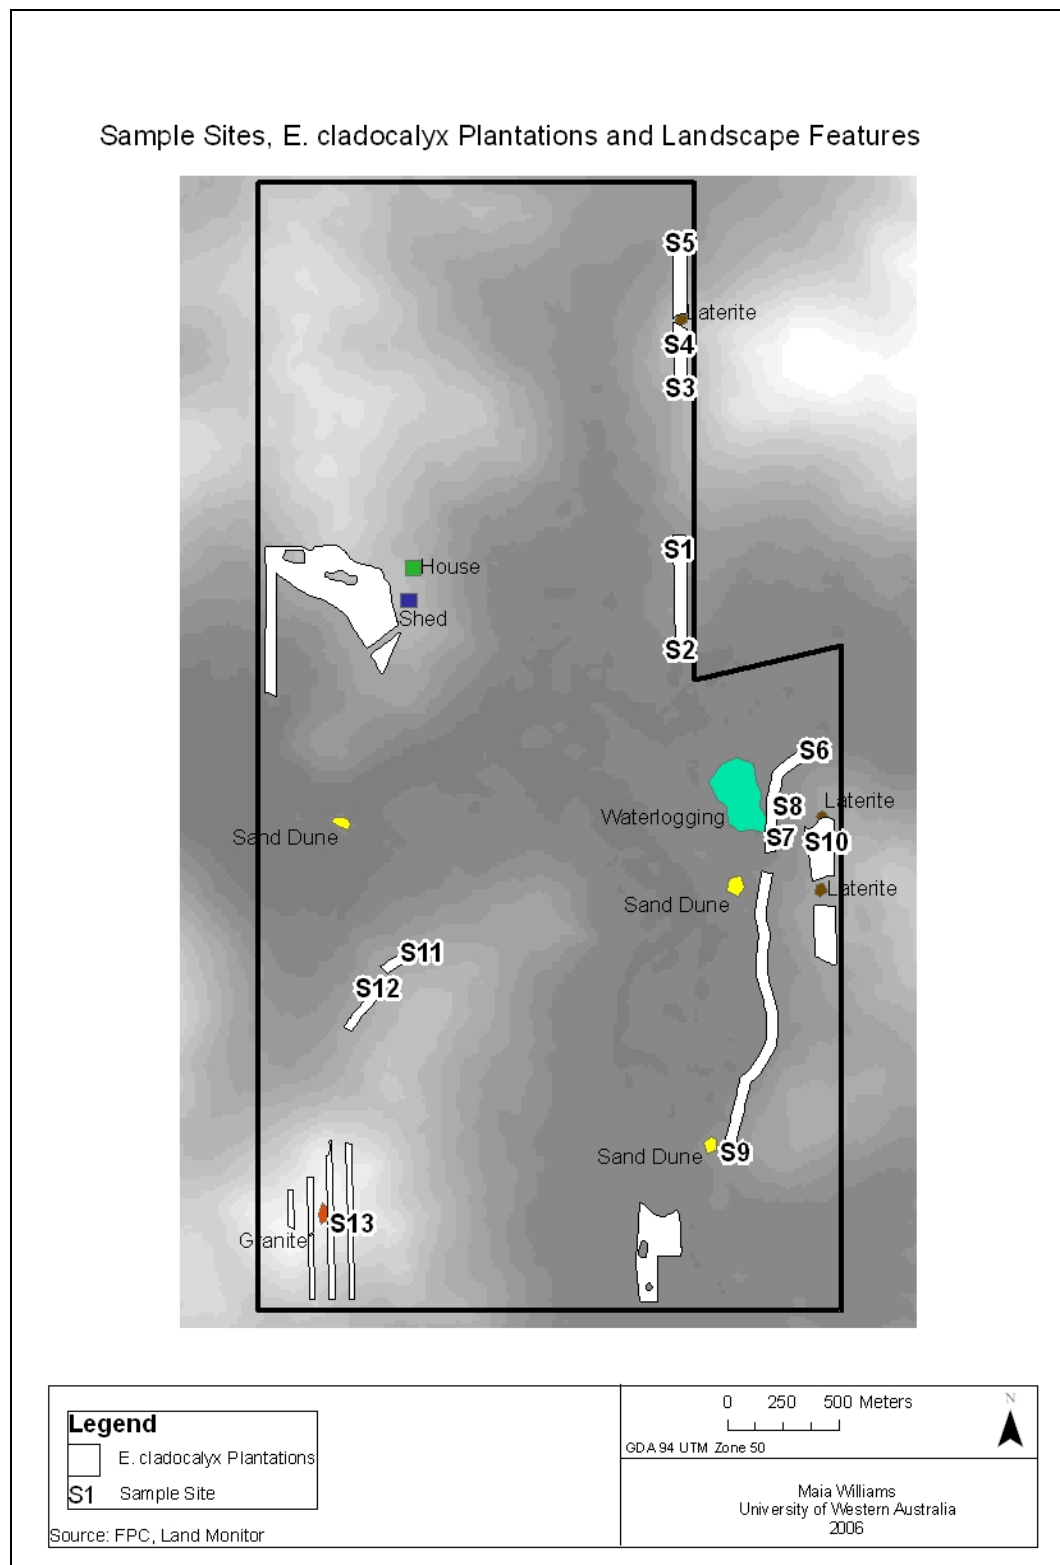 Sample Sites, E. cladocalyx Plantations and Landscape Features
S5
Laterite
S4
S3
S1
House
Shed
S2
S6
S8
Laterite
Waterlogging
S7
S10
Sand Dune
Laterite
Sand Dune
S11
S12
S9
Sand Dune
S13
Granite
Legend
E. cladocalyx Plantations
S1 Sample Site
Source: FPC, Land Monitor
0 250 500 Meters
N
GDA 94 UTM Zone 50
Maia Williams
University of Western Australia
2006